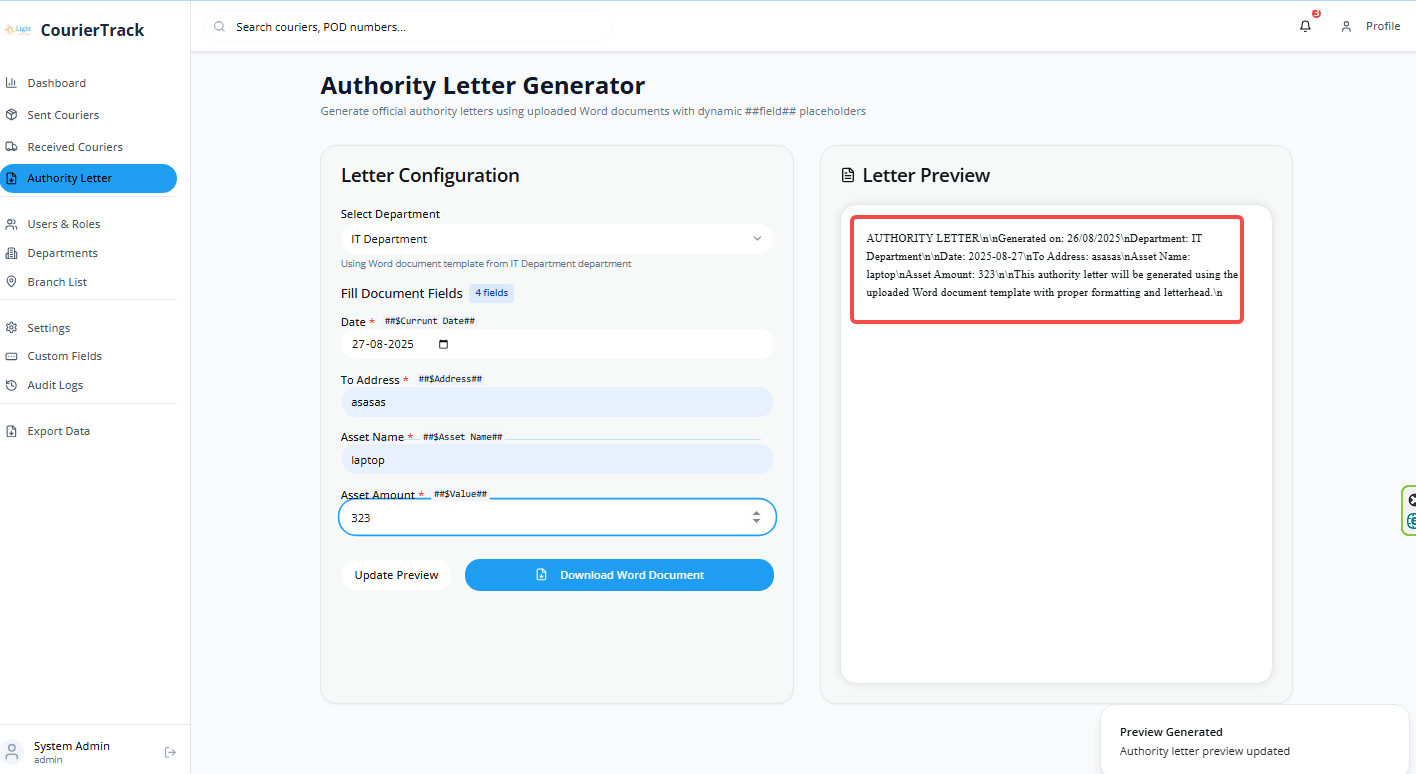 Light
CourierTrack
Search couriers, POD numbers...
3
Profile
Dashboard
Sent Couriers
Received Couriers
Authority Letter
Users & Roles
Departments
Branch List
Settings
Custom Fields
Audit Logs
Export Data
System Admin
admin
Authority Letter Generator
Generate official authority letters using uploaded Word documents with dynamic ##field## placeholders
Letter Configuration
Select Department
IT Department
Using Word document template from IT Department department
Fill Document Fields 4 fields
Date * ##$Currunt Date##
27-08-2025
To Address * ##$Address##
asasas
Asset Name * ##$Asset Name##
laptop
Asset Amount * ##$Value##
323
Update Preview
Download Word Document
Letter Preview
AUTHORITY LETTER\n\nGenerated on: 26/08/2025\nDepartment: IT
Department\n\nDate: 2025-08-27\nTo Address: asasas\nAsset Name:
laptop\nAsset Amount: 323\n\nThis authority letter will be generated using the
uploaded Word document template with proper formatting and letterhead.\n
Preview Generated
Authority letter preview updated